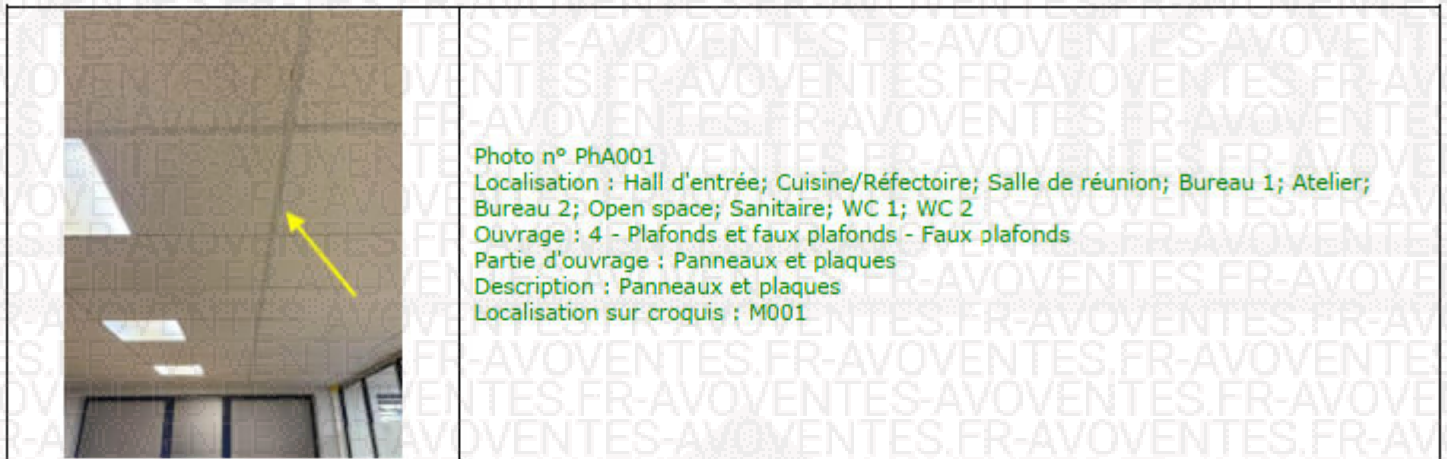 Photo n° PhA001
Localisation : Hall d'entrée; Cuisine/Réfectoire; Salle de réunion; Bureau 1; Atelier;
Bureau 2; Open space; Sanitaire; WC 1; WC 2
Ouvrage : 4 - Plafonds et faux plafonds - Faux plafonds
Partie d'ouvrage : Panneaux et plaques
Description : Panneaux et plaques
Localisation sur croquis : M001